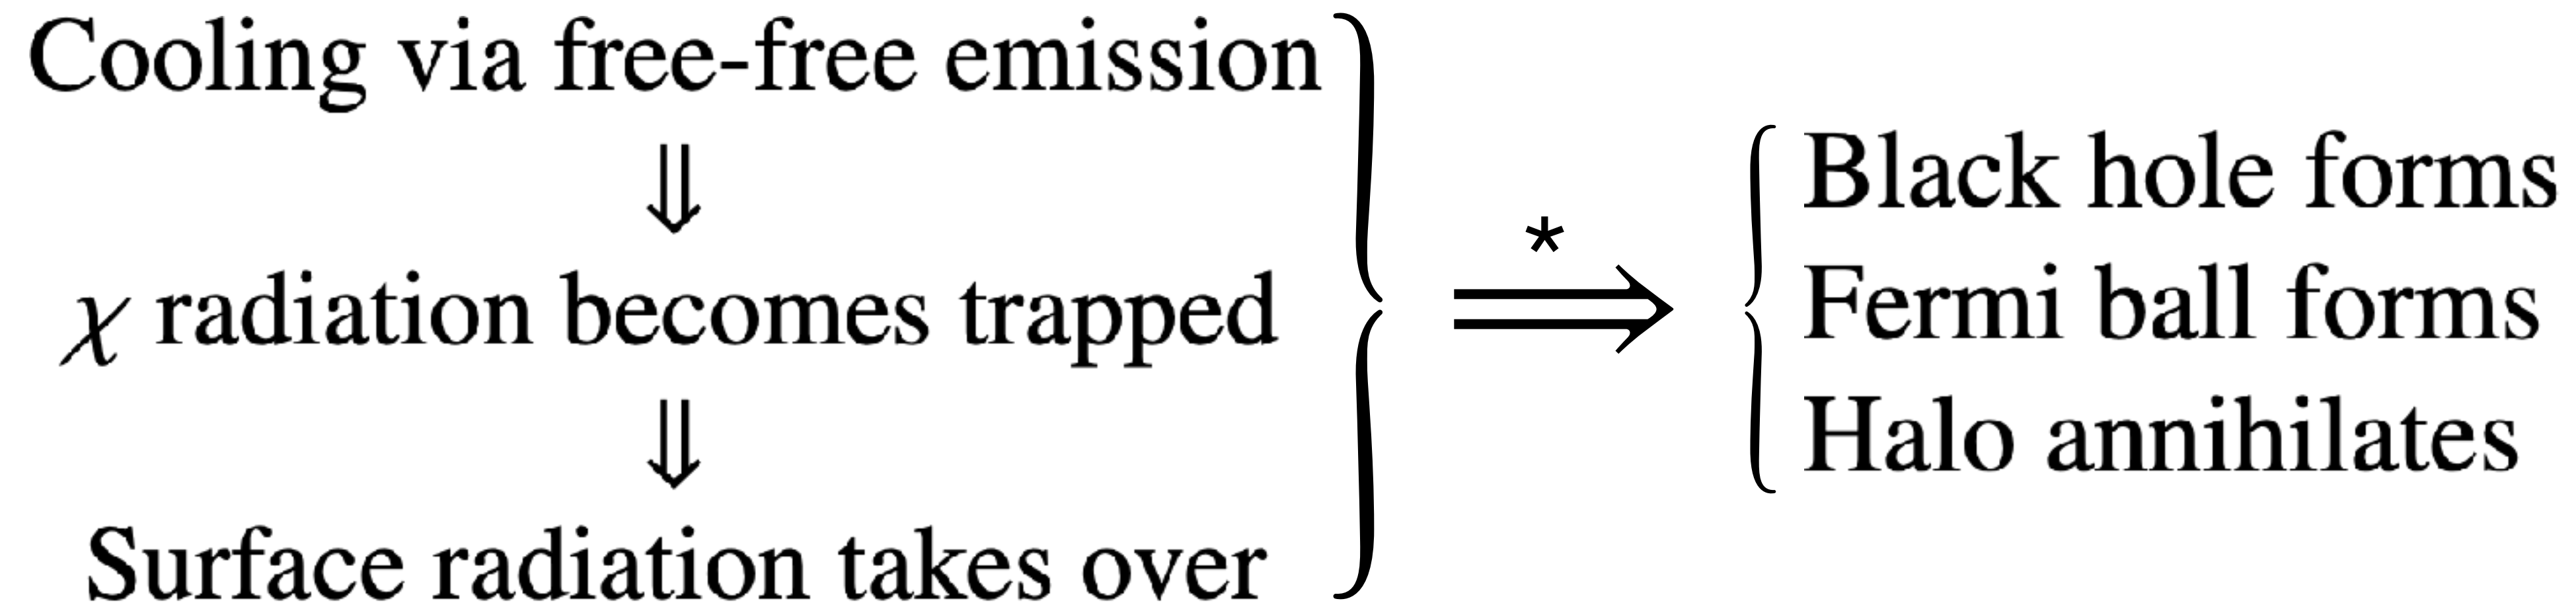 Cooling via free-free emission
⇓
χ radiation becomes trapped
⇓
Surface radiation takes over
*
⟹
Black hole forms
Fermi ball forms
Halo annihilates